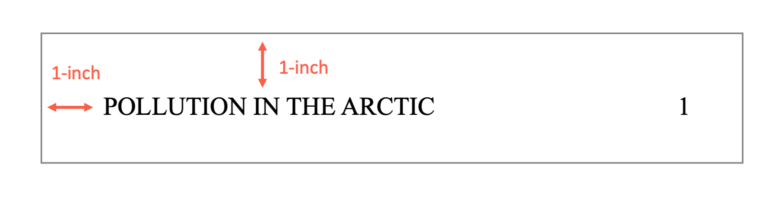 1-inch
1-inch
POLLUTION IN THE ARCTIC 1